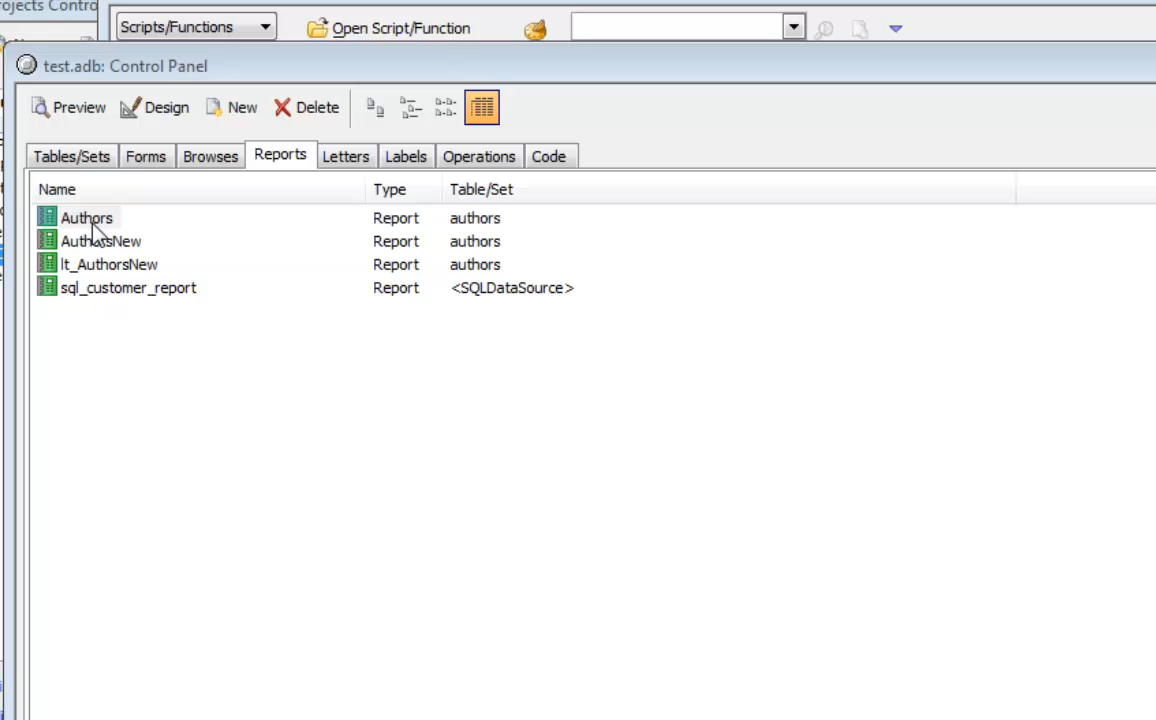 ojects Contro
Scripts/Functions Open Script/Function
test.adb: Control Panel
Preview Design New Delete
Tables/Sets Forms Browses Reports Letters Labels Operations Code
Name Type Table/Set
Authors Report authors
AuthorsNew Report authors
lt_AuthorsNew Report authors
sql_customer_report Report <SQLDataSource>